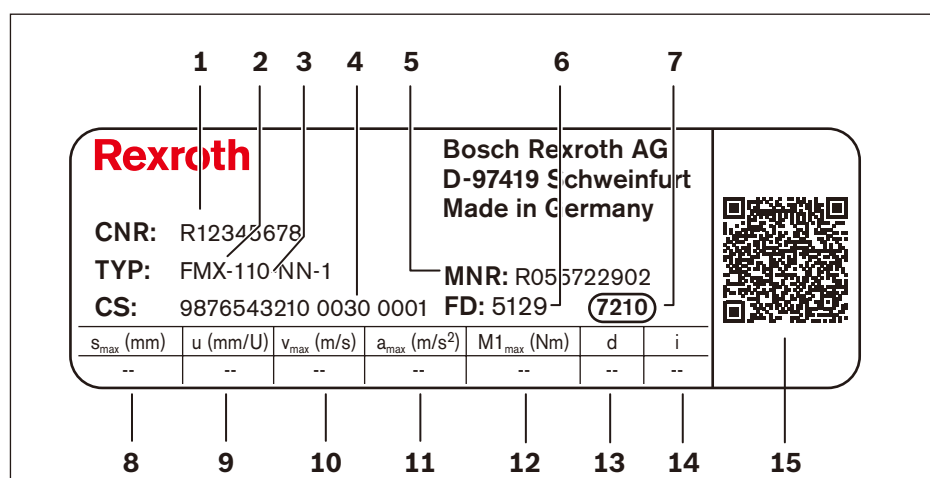 1 2 3 4 5 6 7
Rexroth
Bosch Rexroth AG
D-97419 Schweinfurt
Made in Germany
CNR: R12345678
TYP: FMX-110-NN-1
MNR: R055722902
CS: 9876543210 0030 0001 FD: 5129 7210
smax (mm) u (mm/U) vmax (m/s) amax (m/s²) M1max (Nm) d i
-- -- -- -- -- -- --
8 9 10 11 12 13 14 15